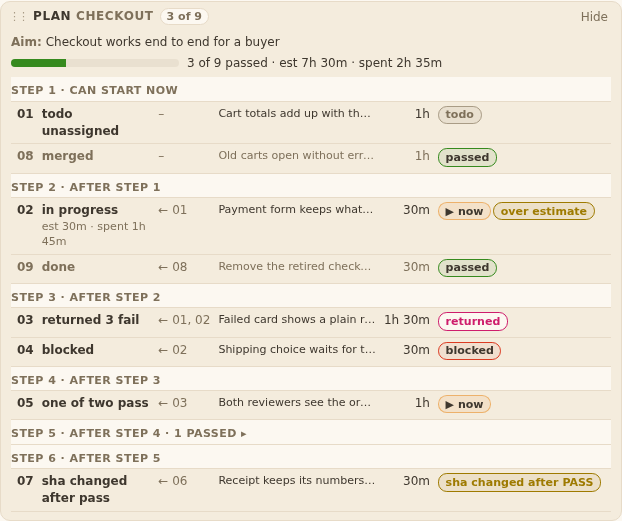 PLAN CHECKOUT 3 of 9 Hide
Aim: Checkout works end to end for a buyer
3 of 9 passed · est 7h 30m · spent 2h 35m
STEP 1 · CAN START NOW
01 todo unassigned – Cart totals add up with th… 1h todo
08 merged – Old carts open without err… 1h passed
STEP 2 · AFTER STEP 1
02 in progress ← 01 Payment form keeps what… 30m ▶ now over estimate
est 30m · spent 1h
45m
09 done ← 08 Remove the retired check… 30m passed
STEP 3 · AFTER STEP 2
03 returned 3 fail ← 01, 02 Failed card shows a plain r… 1h 30m returned
04 blocked ← 02 Shipping choice waits for t… 30m blocked
STEP 4 · AFTER STEP 3
05 one of two pass ← 03 Both reviewers see the or… 1h ▶ now
STEP 5 · AFTER STEP 4 · 1 PASSED ▸
STEP 6 · AFTER STEP 5
07 sha changed after pass ← 06 Receipt keeps its numbers… 30m sha changed after PASS